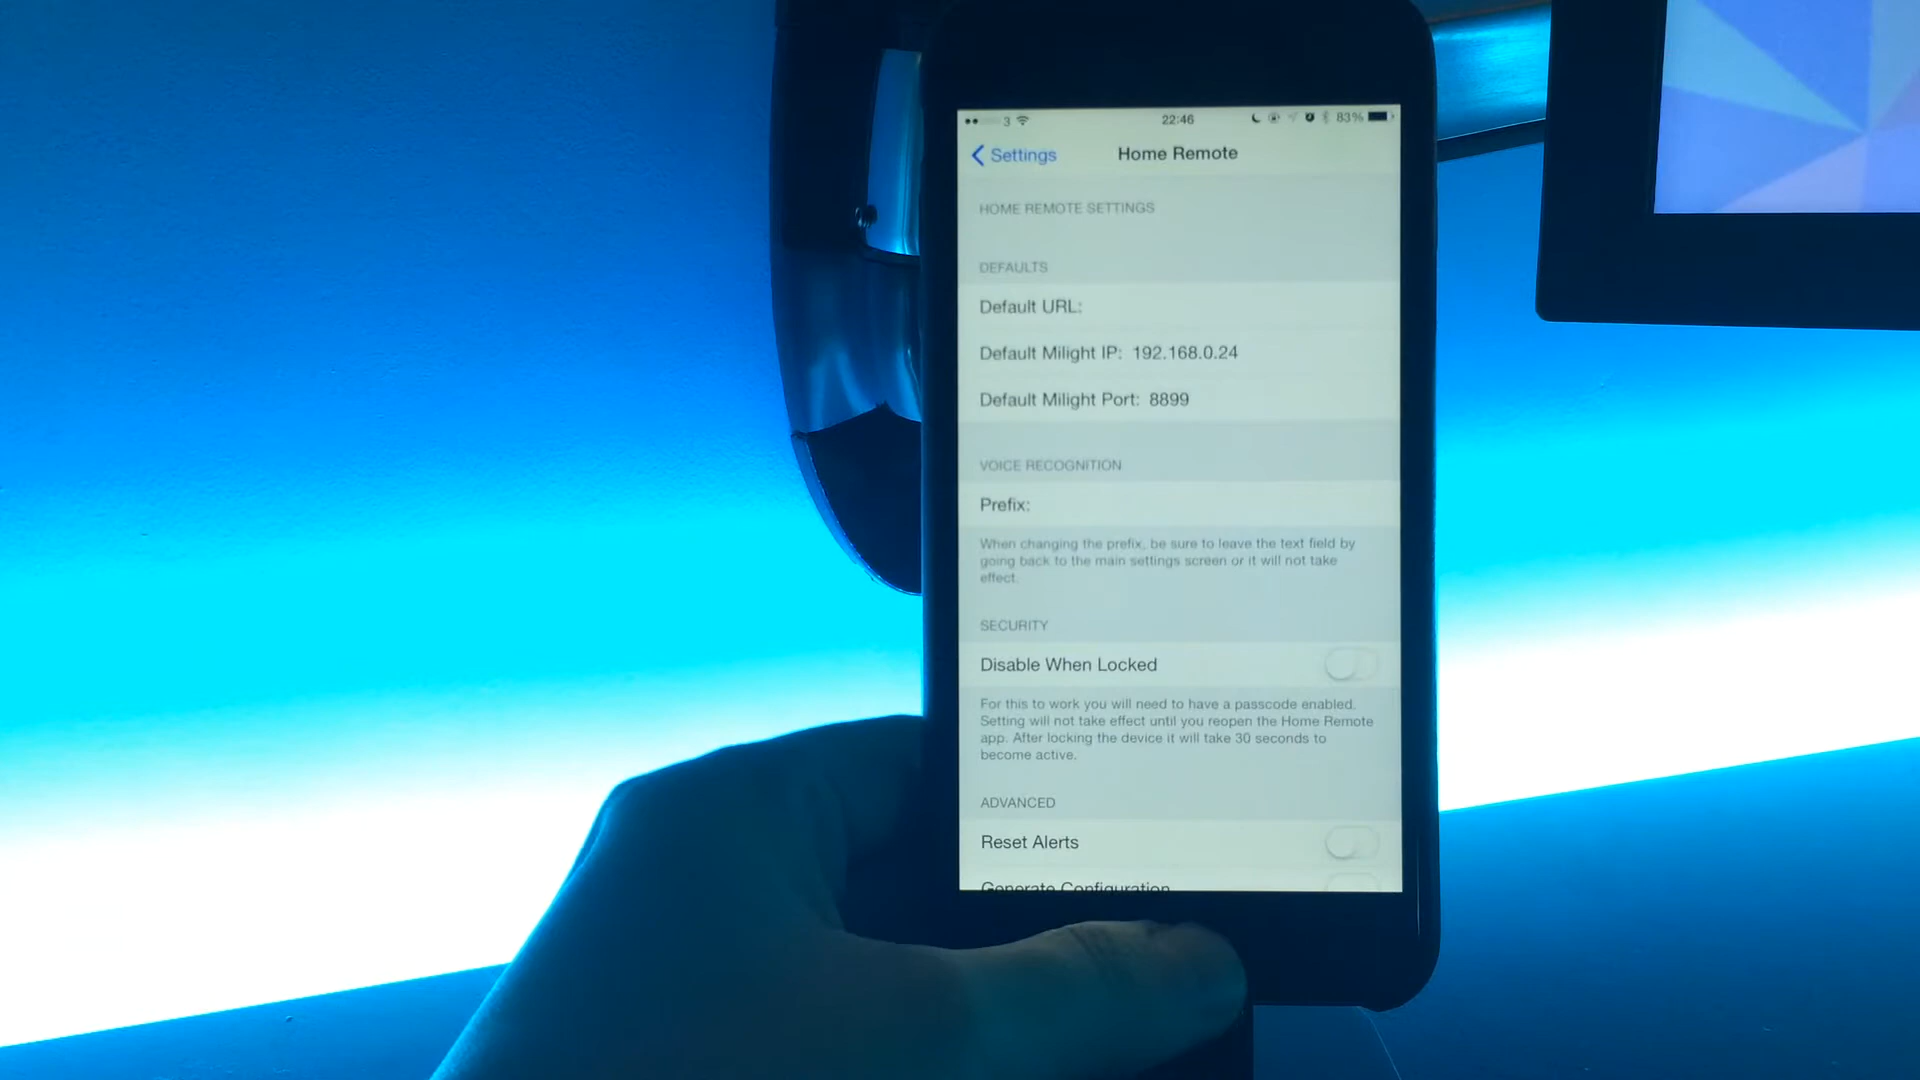 3 22:46 83%
Settings Home Remote
HOME REMOTE SETTINGS
DEFAULTS
Default URL:
Default Milight IP: 192.168.0.24
Default Milight Port: 8899
VOICE RECOGNITION
Prefix:
When changing the prefix, be sure to leave the text field by
going back to the main settings screen or it will not take
effect.
SECURITY
Disable When Locked
For this to work you will need to have a passcode enabled.
Setting will not take effect until you reopen the Home Remote
app. After locking the device it will take 30 seconds to
become active.
ADVANCED
Reset Alerts
Generate Configuration